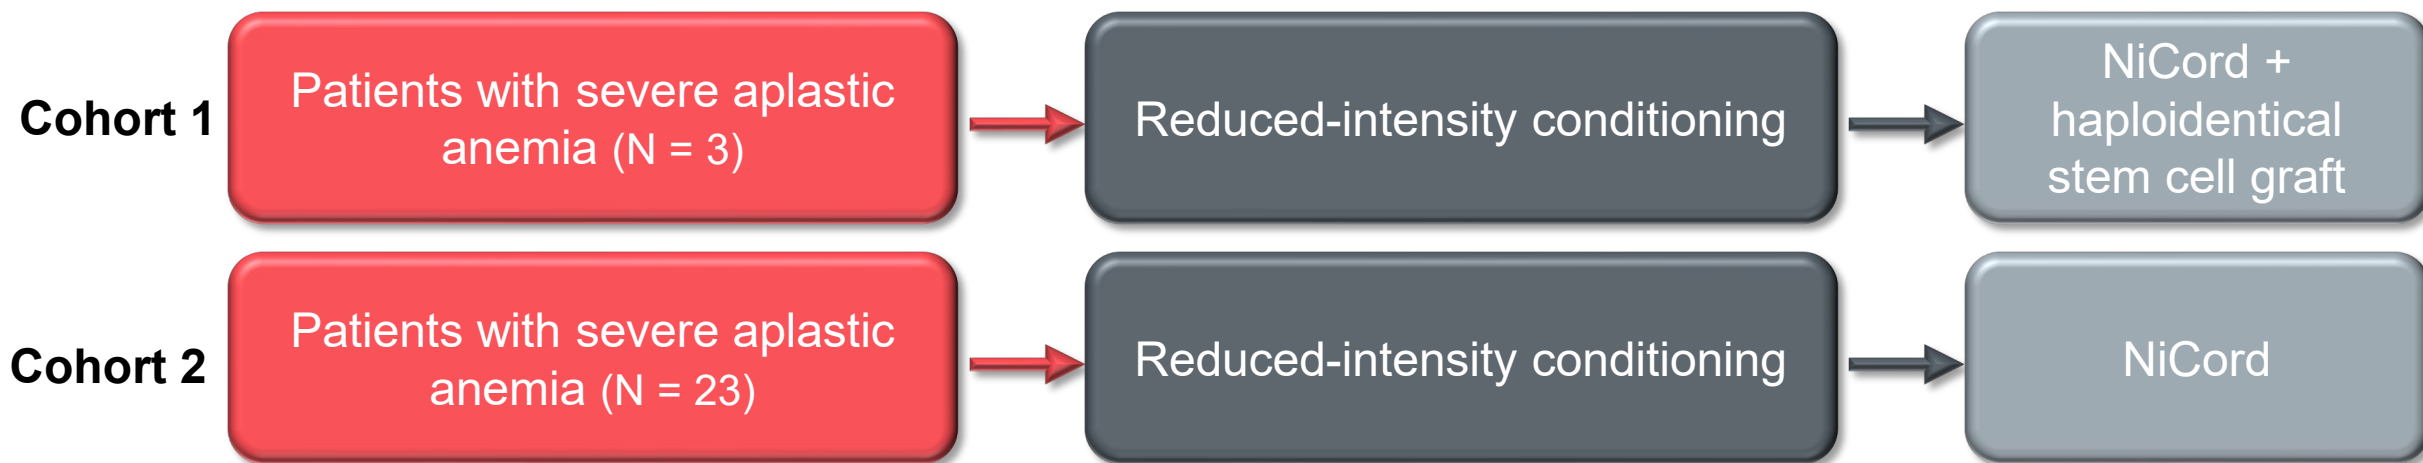 Cohort 1
Patients with severe aplastic
anemia (N = 3)
Reduced-intensity conditioning
NiCord +
haploidentical
stem cell graft
Cohort 2
Patients with severe aplastic
anemia (N = 23)
Reduced-intensity conditioning
NiCord